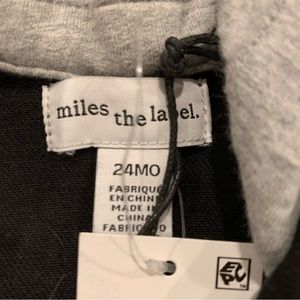 miles the label.
24MO
FABRIQUÉ
EN CHINE
MADE IN
CHINA